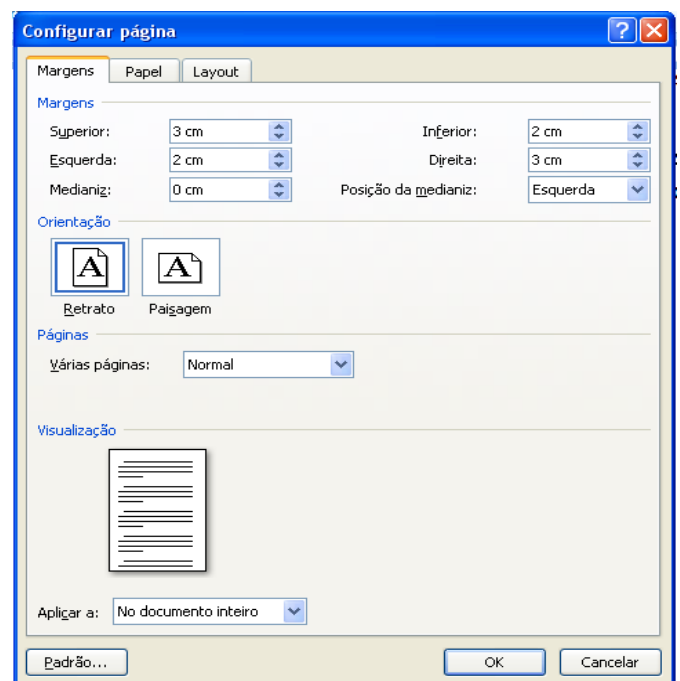 Configurar página
Margens Papel Layout
Margens
Superior: 3 cm Inferior: 2 cm
Esquerda: 2 cm Direita: 3 cm
Medianiz: 0 cm Posição da medianiz: Esquerda
Orientação
A A
Retrato Paisagem
Páginas
Várias páginas: Normal
Visualização
Aplicar a: No documento inteiro
Padrão... OK Cancelar